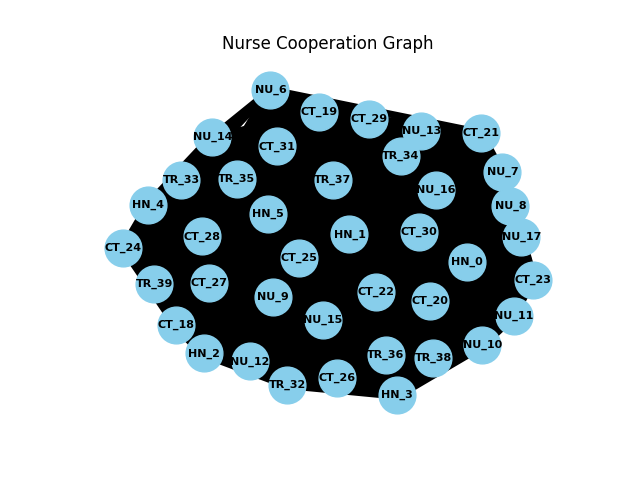 Nurse Cooperation Graph
NU_6
CT_19
CT_29
NU_13
CT_21
NU_14
CT_31
TR_34
NU_7
TR_33
TR_35
TR_37
NU_16
HN_4
HN_5
NU_8
CT_24
CT_28
HN_1
CT_30
NU_17
CT_25
HN_0
TR_39
CT_27
NU_9
CT_22
CT_20
CT_23
CT_18
NU_15
NU_11
HN_2
NU_12
TR_36
TR_38
NU_10
TR_32
CT_26
HN_3